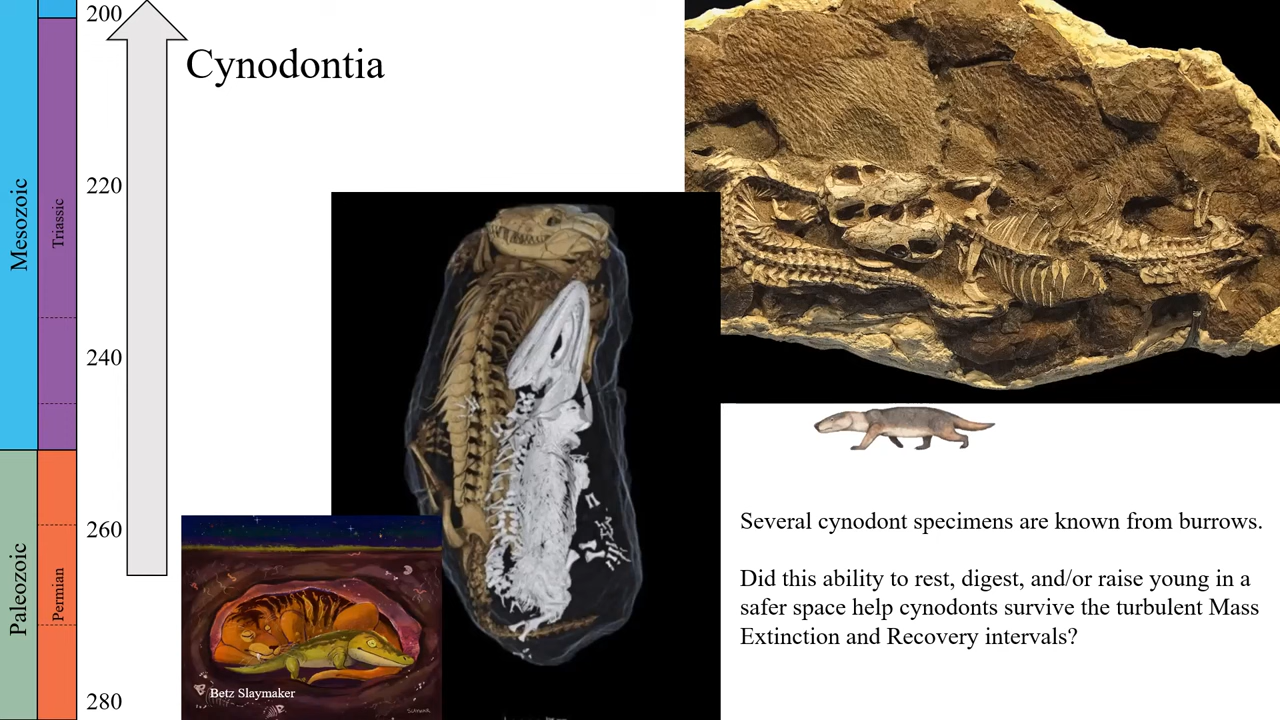 200
Cynodontia
220
Mesozoic
Triassic
240
260
Paleozoic
Permian
280
Betz Slaymaker
Several cynodont specimens are known from burrows.
Did this ability to rest, digest, and/or raise young in a
safer space help cynodonts survive the turbulent Mass
Extinction and Recovery intervals?